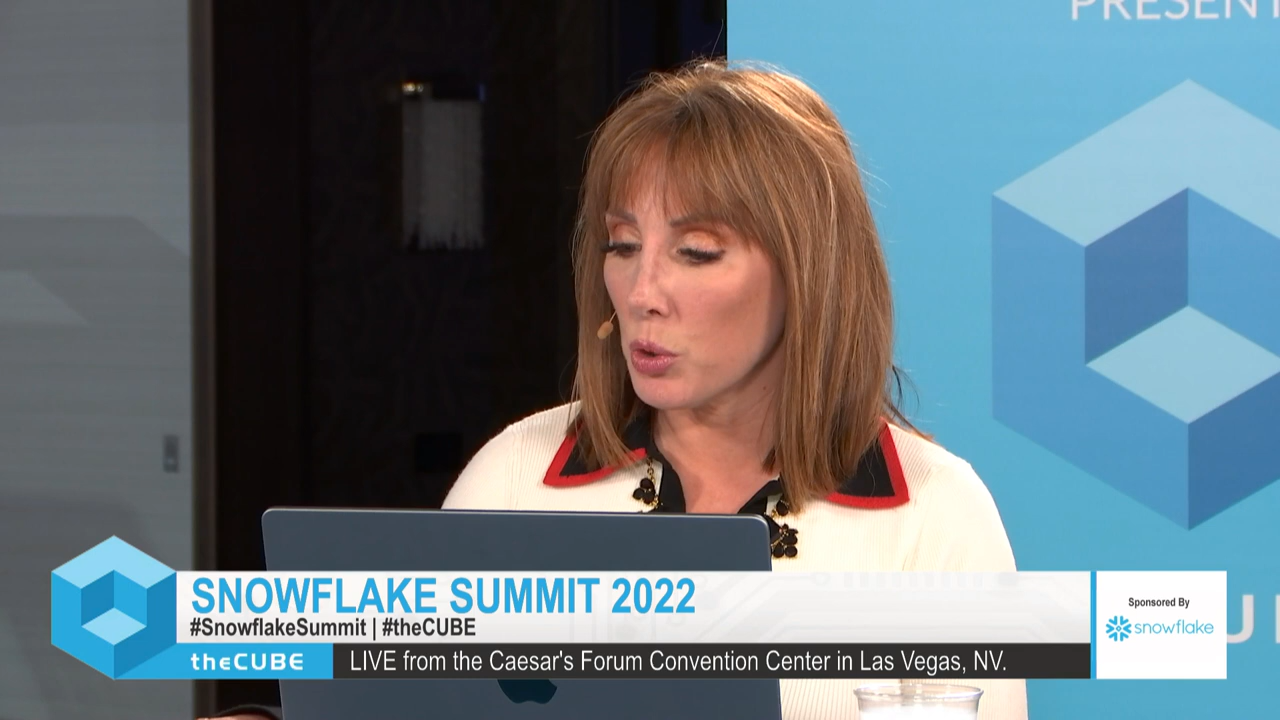 PRESENT
SNOWFLAKE SUMMIT 2022
#SnowflakeSummit | #theCUBE
theCUBE
LIVE from the Caesar's Forum Convention Center in Las Vegas, NV.
Sponsored By
snowflake